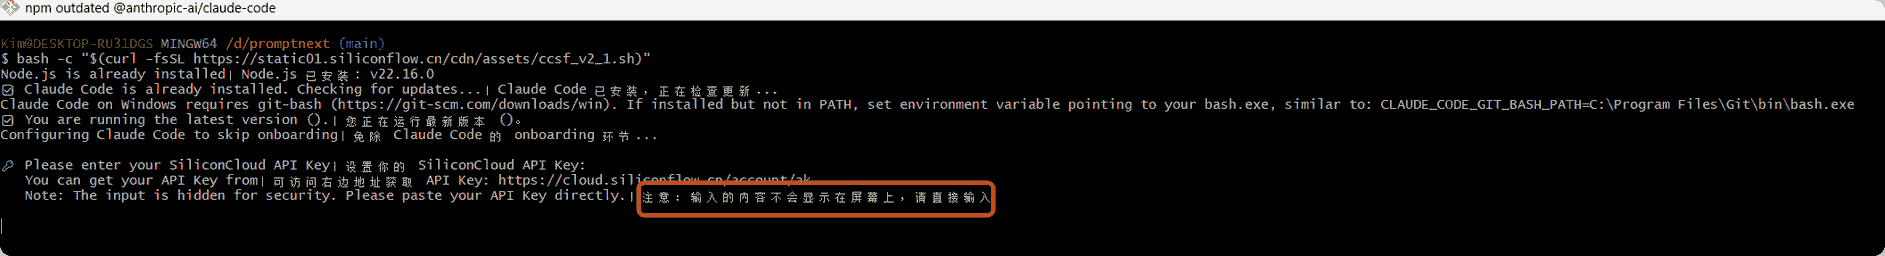 npm outdated @anthropic-ai/claude-code
Kim@DESKTOP-RU31DGS MINGW64 /d/promptnext (main)
$ bash -c "$(curl -fsSL https://static01.siliconflow.cn/cdn/assets/ccsf_v2_1.sh)"
Node.js is already installed| Node.js 已安装: v22.16.0
☑ Claude Code is already installed. Checking for updates...| Claude Code 已安装，正在检查更新...
Claude Code on Windows requires git-bash (https://git-scm.com/downloads/win). If installed but not in PATH, set environment variable pointing to your bash.exe, similar to: CLAUDE_CODE_GIT_BASH_PATH=C:\Program Files\Git\bin\bash.exe
☑ You are running the latest version ().| 您正在运行最新版本 ()。
Configuring Claude Code to skip onboarding| 免除 Claude Code 的 onboarding 环节...
Please enter your SiliconCloud API Key| 设置你的 SiliconCloud API Key:
You can get your API Key from| 可访问右边地址获取 API Key: https://cloud.siliconflow.cn/account/ak
Note: The input is hidden for security. Please paste your API Key directly.| 注意：输入的内容不会显示在屏幕上，请直接输入